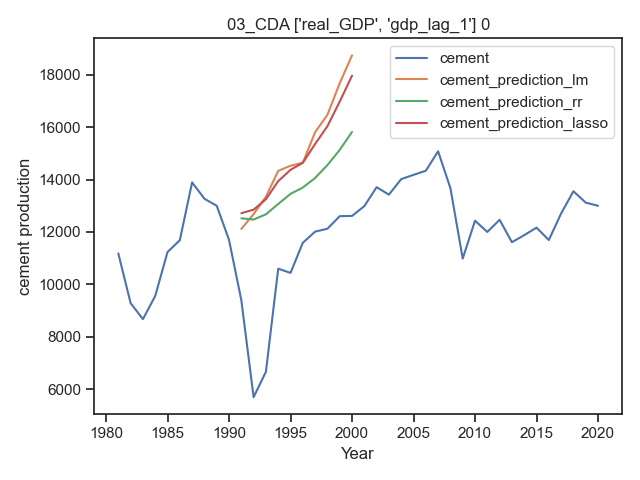 03_CDA ['real_GDP', 'gdp_lag_1'] 0
cement
cement_prediction_lm
cement_prediction_rr
cement_prediction_lasso
18000
16000
14000
12000
10000
8000
6000
cement production
1980
1985
1990
1995
2000
2005
2010
2015
2020
Year